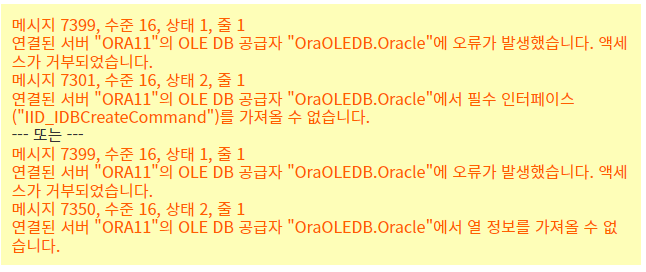 메시지 7399, 수준 16, 상태 1, 줄 1
연결된 서버 "ORA11"의 OLE DB 공급자 "OraOLEDB.Oracle"에 오류가 발생했습니다. 액세
스가 거부되었습니다.
메시지 7301, 수준 16, 상태 2, 줄 1
연결된 서버 "ORA11"의 OLE DB 공급자 "OraOLEDB.Oracle"에서 필수 인터페이스
("IID_IDBCreateCommand")를 가져올 수 없습니다.
--- 또는 ---
메시지 7399, 수준 16, 상태 1, 줄 1
연결된 서버 "ORA11"의 OLE DB 공급자 "OraOLEDB.Oracle"에 오류가 발생했습니다. 액세
스가 거부되었습니다.
메시지 7350, 수준 16, 상태 2, 줄 1
연결된 서버 "ORA11"의 OLE DB 공급자 "OraOLEDB.Oracle"에서 열 정보를 가져올 수 없
습니다.